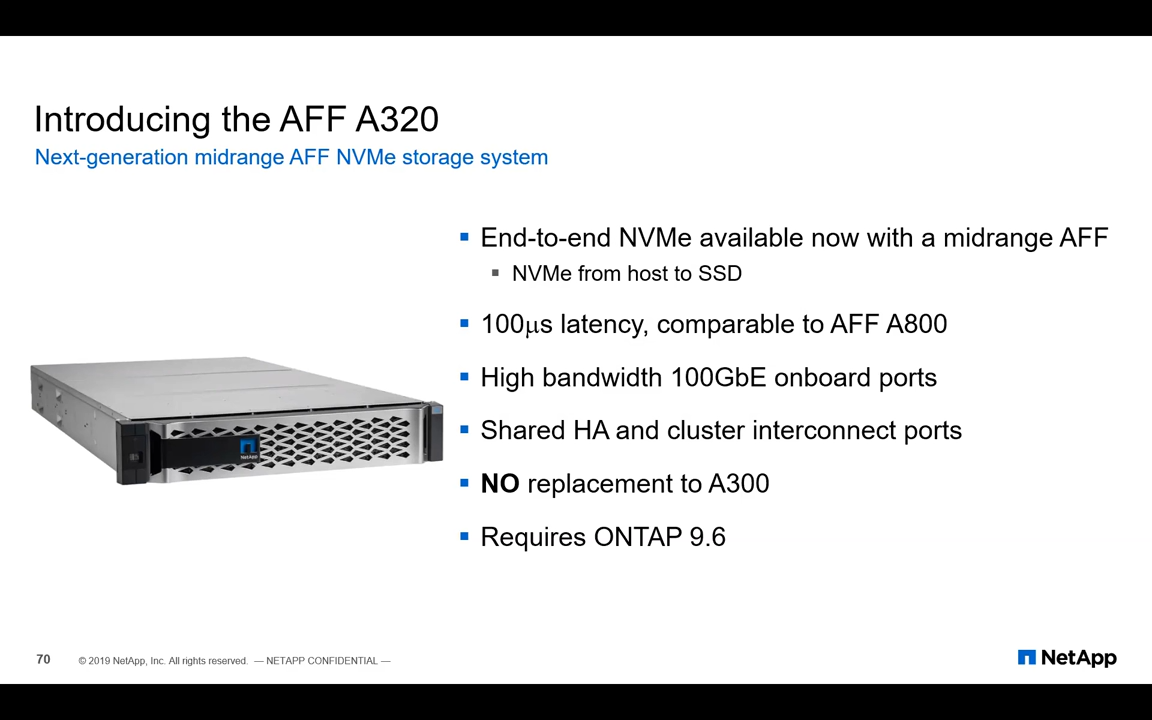 Introducing the AFF A320
Next-generation midrange AFF NVMe storage system
End-to-end NVMe available now with a midrange AFF
NVMe from host to SSD
100μs latency, comparable to AFF A800
High bandwidth 100GbE onboard ports
Shared HA and cluster interconnect ports
NO replacement to A300
Requires ONTAP 9.6
NetApp
70 © 2019 NetApp, Inc. All rights reserved. — NETAPP CONFIDENTIAL —
NetApp